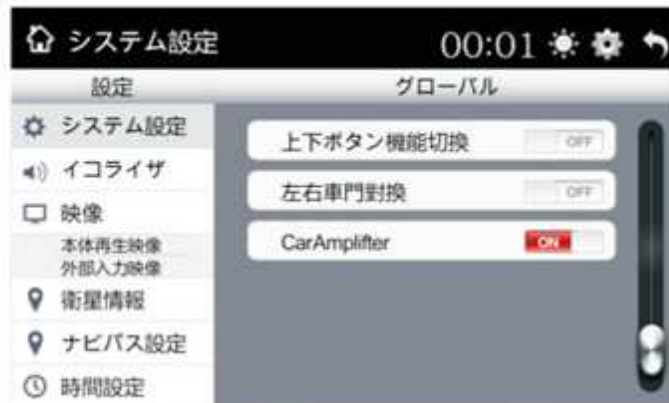 システム設定 00:01
設定 グローバル
システム設定
イコライザ
映像
本体再生映像
外部入力映像
衛星情報
ナビパス設定
時間設定
上下ボタン機能切換 OFF
左右車門對換 OFF
CarAmplifter ON